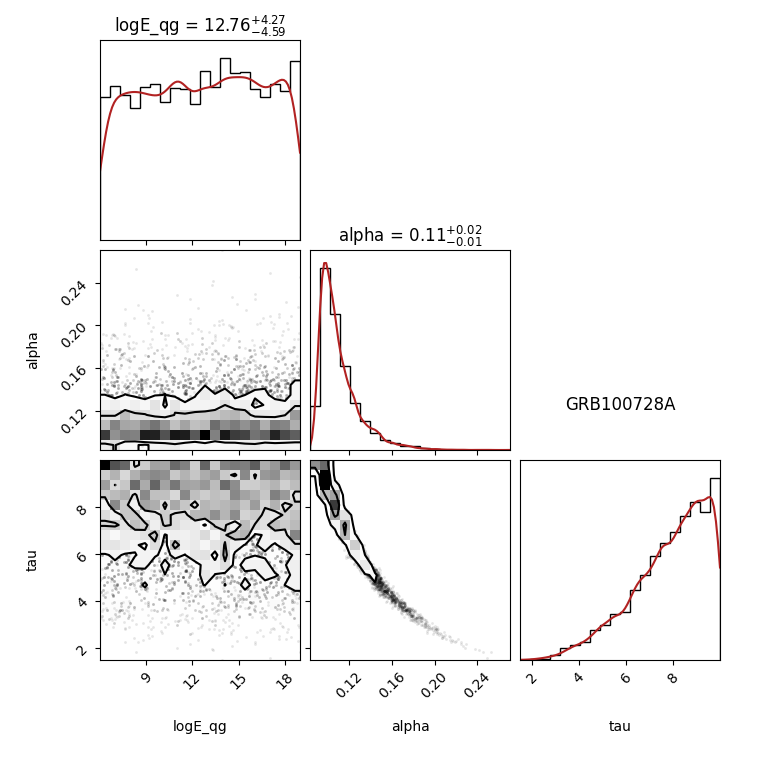 logE_qg = 12.76+4.27 −4.59
alpha = 0.11+0.02 −0.01
alpha
0.24
0.20
0.16
0.12
GRB100728A
tau
8
6
4
2
9 12 15 18
0.12 0.16 0.20 0.24
2 4 6 8
logE_qg alpha tau